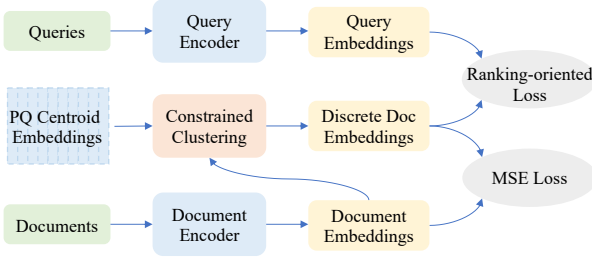 Queries
Query
Encoder
Query
Embeddings
Ranking-oriented
Loss
PQ Centroid
Embeddings
Constrained
Clustering
Discrete Doc
Embeddings
MSE Loss
Documents
Document
Encoder
Document
Embeddings